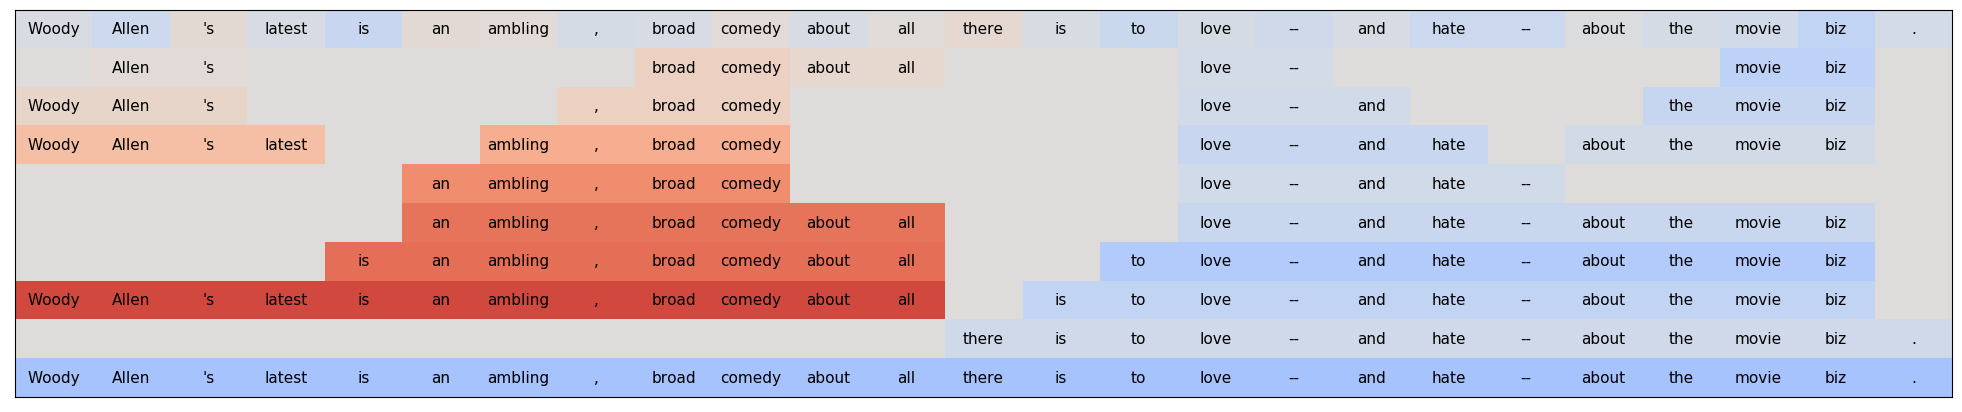 Woody Allen 's latest is an ambling , broad comedy about all there is to love -- and hate -- about the movie biz .
Allen 's broad comedy about all love -- movie biz
Woody Allen 's , broad comedy love -- and the movie biz
Woody Allen 's latest ambling , broad comedy love -- and hate about the movie biz
an ambling , broad comedy love -- and hate --
an ambling , broad comedy about all love -- and hate -- about the movie biz
is an ambling , broad comedy about all to love -- and hate -- about the movie biz
Woody Allen 's latest is an ambling , broad comedy about all is to love -- and hate -- about the movie biz
there is to love -- and hate -- about the movie biz .
Woody Allen 's latest is an ambling , broad comedy about all there is to love -- and hate -- about the movie biz .